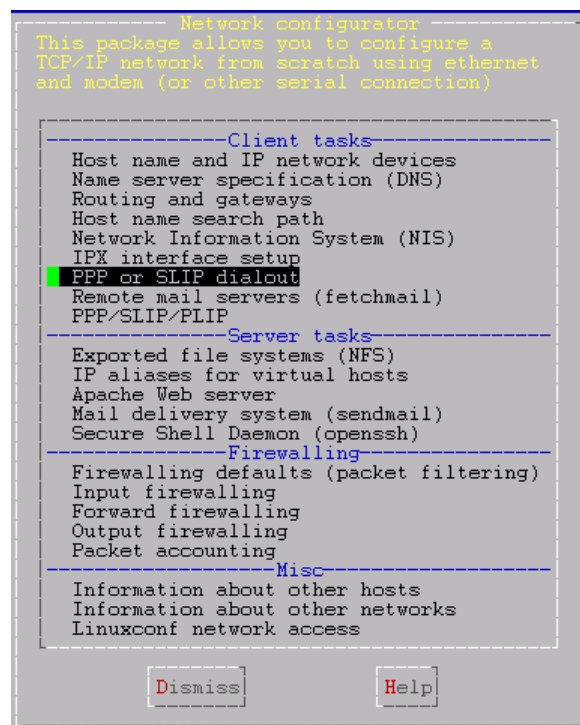 Network configurator
This package allows you to configure a
TCP/IP network from scratch using ethernet
and modem (or other serial connection)
Client tasks
Host name and IP network devices
Name server specification (DNS)
Routing and gateways
Host name search path
Network Information System (NIS)
IPX interface setup
PPP or SLIP dialout
Remote mail servers (fetchmail)
PPP/SLIP/PLIP
Server tasks
Exported file systems (NFS)
IP aliases for virtual hosts
Apache Web server
Mail delivery system (sendmail)
Secure Shell Daemon (openssh)
Firewalling
Firewalling defaults (packet filtering)
Input firewalling
Forward firewalling
Output firewalling
Packet accounting
Misc
Information about other hosts
Information about other networks
Linuxconf network access
Dismiss Help